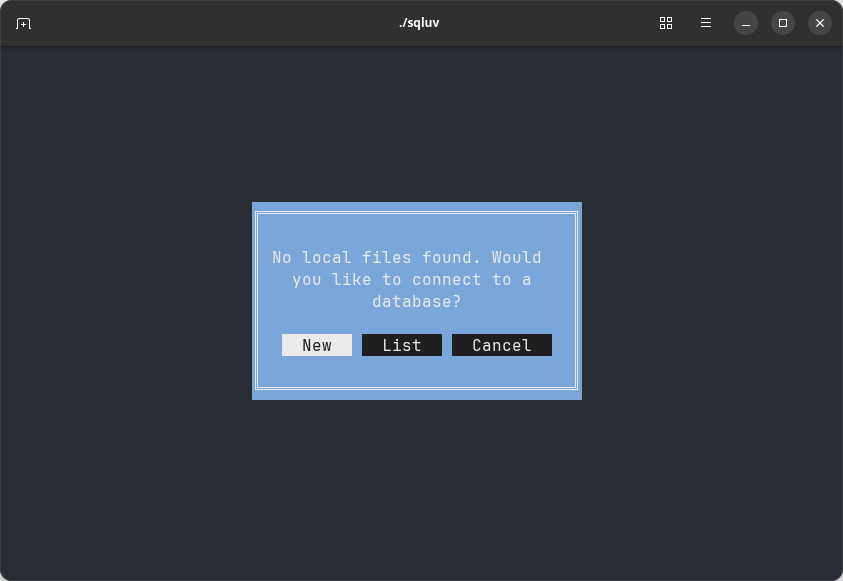 ./sqluv
No local files found. Would
you like to connect to a
database?
New List Cancel